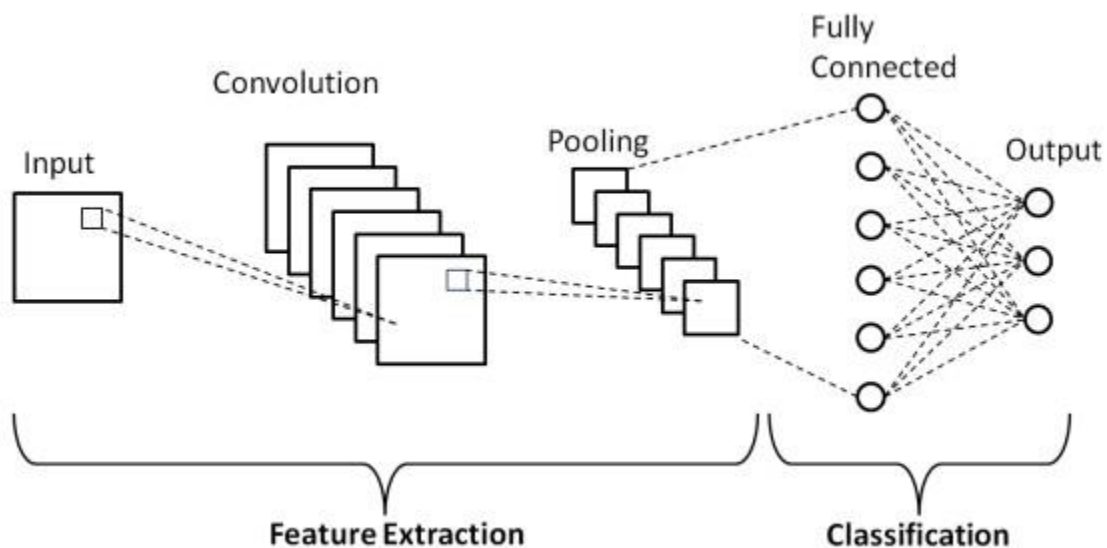 Input
Convolution
Pooling
Fully
Connected
Output
Feature Extraction
Classification